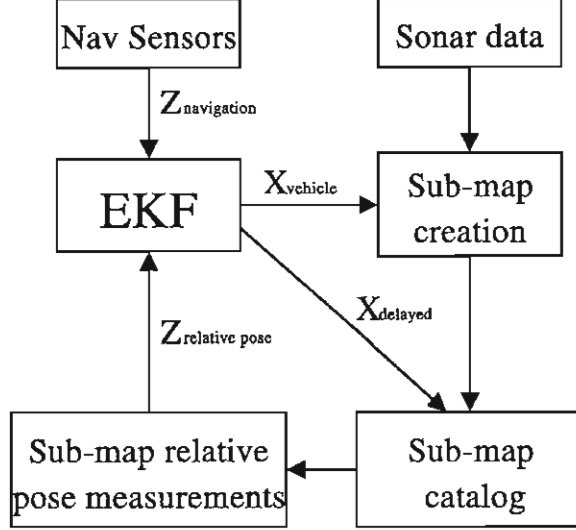 Nav Sensors
Sonar data
Znavigation
EKF
Xvehicle
Sub-map
creation
Xdelayed
Zrelative pose
Sub-map relative
pose measurements
Sub-map
catalog